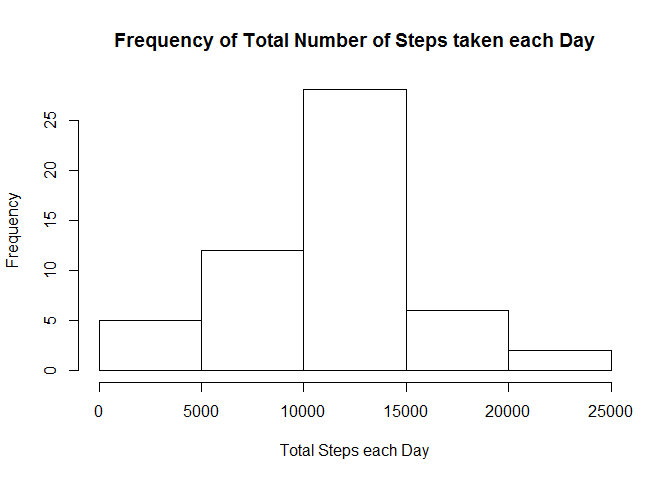 Frequency of Total Number of Steps taken each Day
Frequency
25
20
15
10
5
0
0 5000 10000 15000 20000 25000
Total Steps each Day